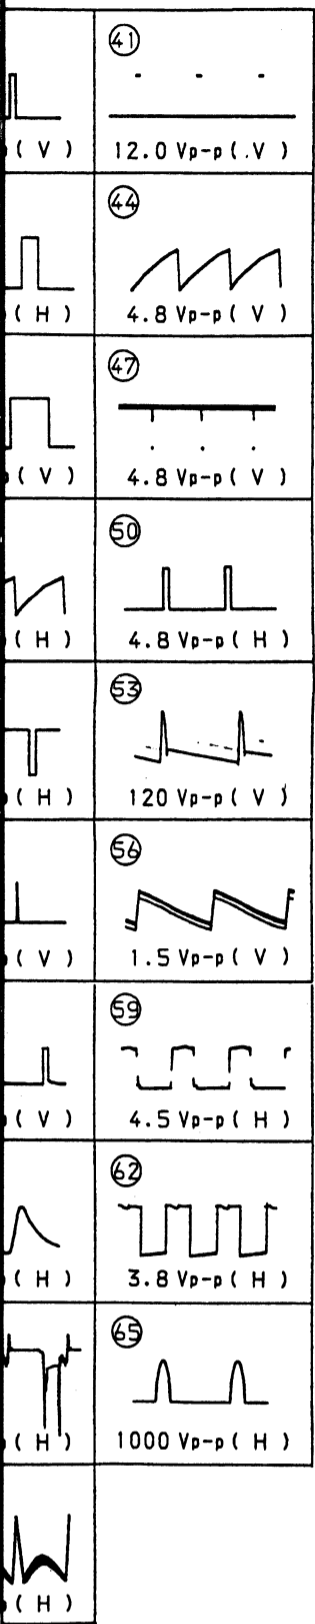 41
( V ) 12.0 Vp-p (.V )
44
( H ) 4.8 Vp-p ( V )
47
( V ) 4.8 Vp-p ( V )
50
( H ) 4.8 Vp-p ( H )
53
( H ) 120 Vp-p ( V )
56
( V ) 1.5 Vp-p ( V )
59
( V ) 4.5 Vp-p ( H )
62
( H ) 3.8 Vp-p ( H )
65
( H ) 1000 Vp-p ( H )
( H )